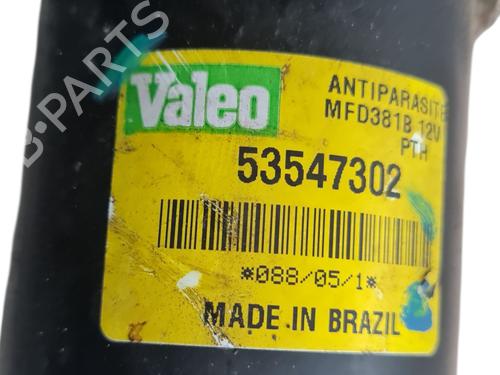 B-PARTS
Valeo
ANTIPARASITE
MFD381B 12V
PTH
53547302
*088/05/1*
MADE IN BRAZIL